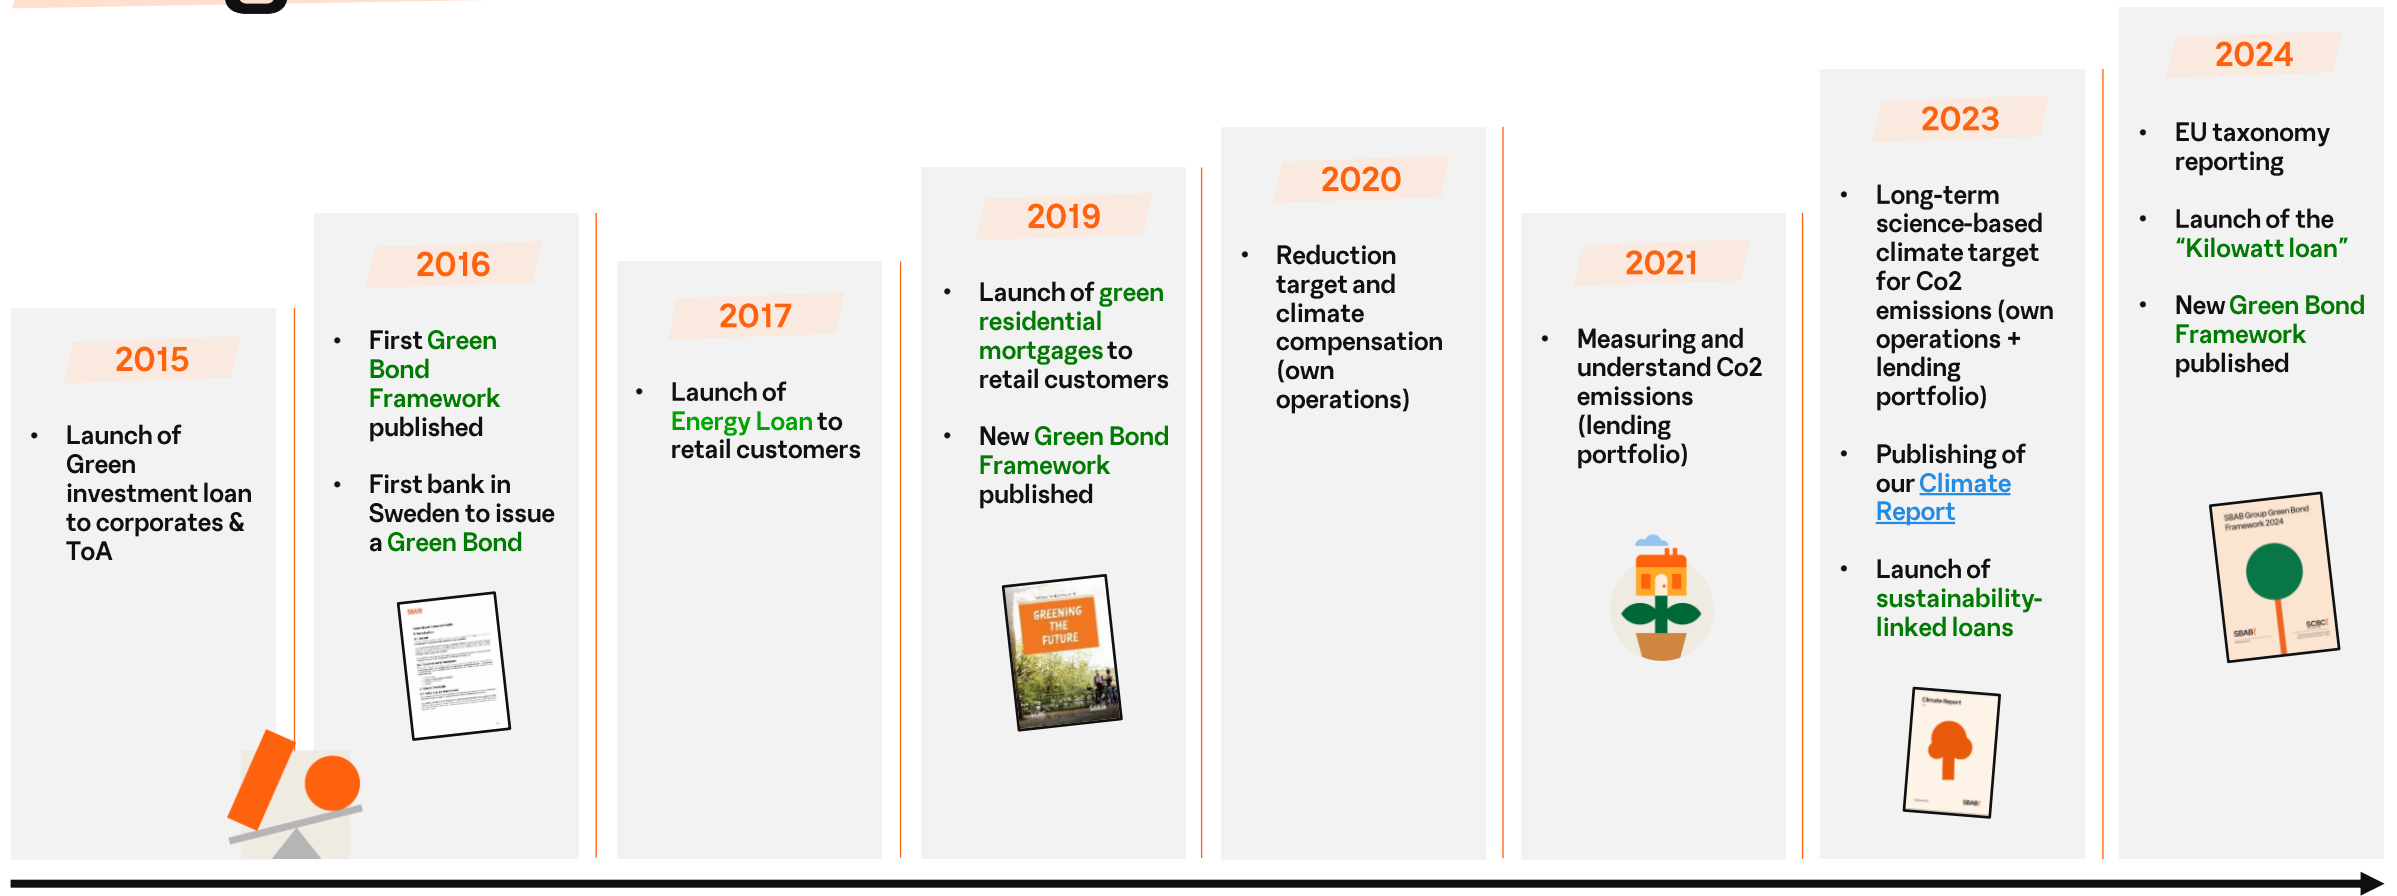 2015
• Launch of
Green
investment loan
to corporates &
ToA
2016
• First Green
Bond
Framework
published
• First bank in
Sweden to issue
a Green Bond
2017
• Launch of
Energy Loan to
retail customers
2019
• Launch of green
residential
mortgages to
retail customers
• New Green Bond
Framework
published
GREENING
THE
FUTURE
2020
• Reduction
target and
climate
compensation
(own
operations)
2021
• Measuring and
understand Co2
emissions
(lending
portfolio)
2023
• Long-term
science-based
climate target
for Co2
emissions (own
operations +
lending
portfolio)
• Publishing of
our Climate
Report
• Launch of
sustainability-
linked loans
Climate Report
SBAB!
2024
• EU taxonomy
reporting
• Launch of the
“Kilowatt loan”
• New Green Bond
Framework
published
SBAB Group Green Bond
Framework 2024
SBAB! SCBC!